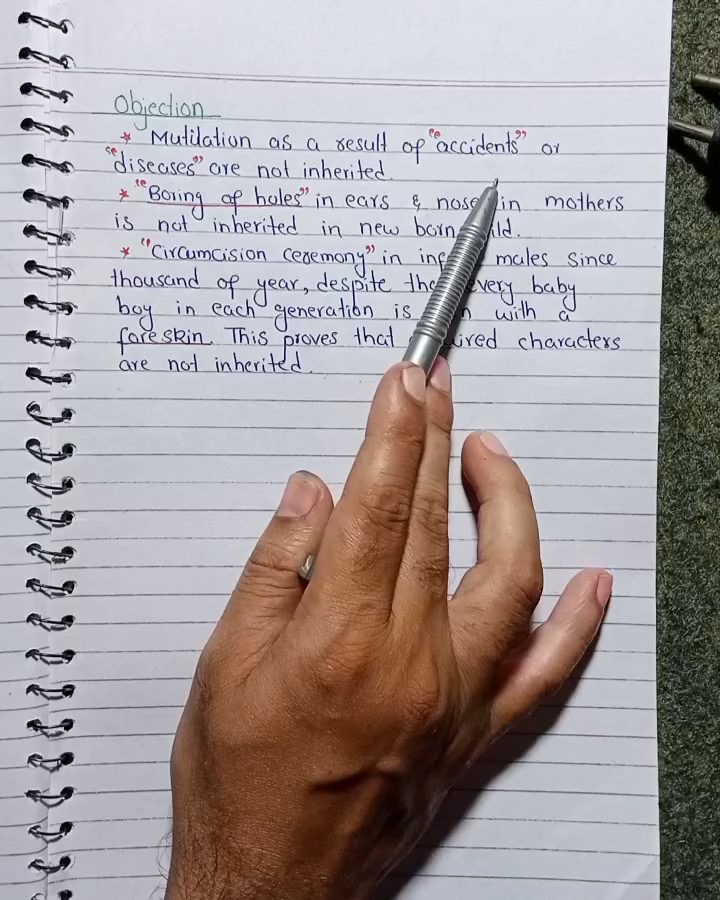 Objection
* Mutilation as a result of "accidents" or
"diseases" are not inherited.
* "Boring of holes" in ears & nose in mothers
is not inherited in new born
* "Circumcision ceremony" in males since
thousand of year, despite every baby
boy in each generation is with a
foreskin. This proves that characters
are not inherited.